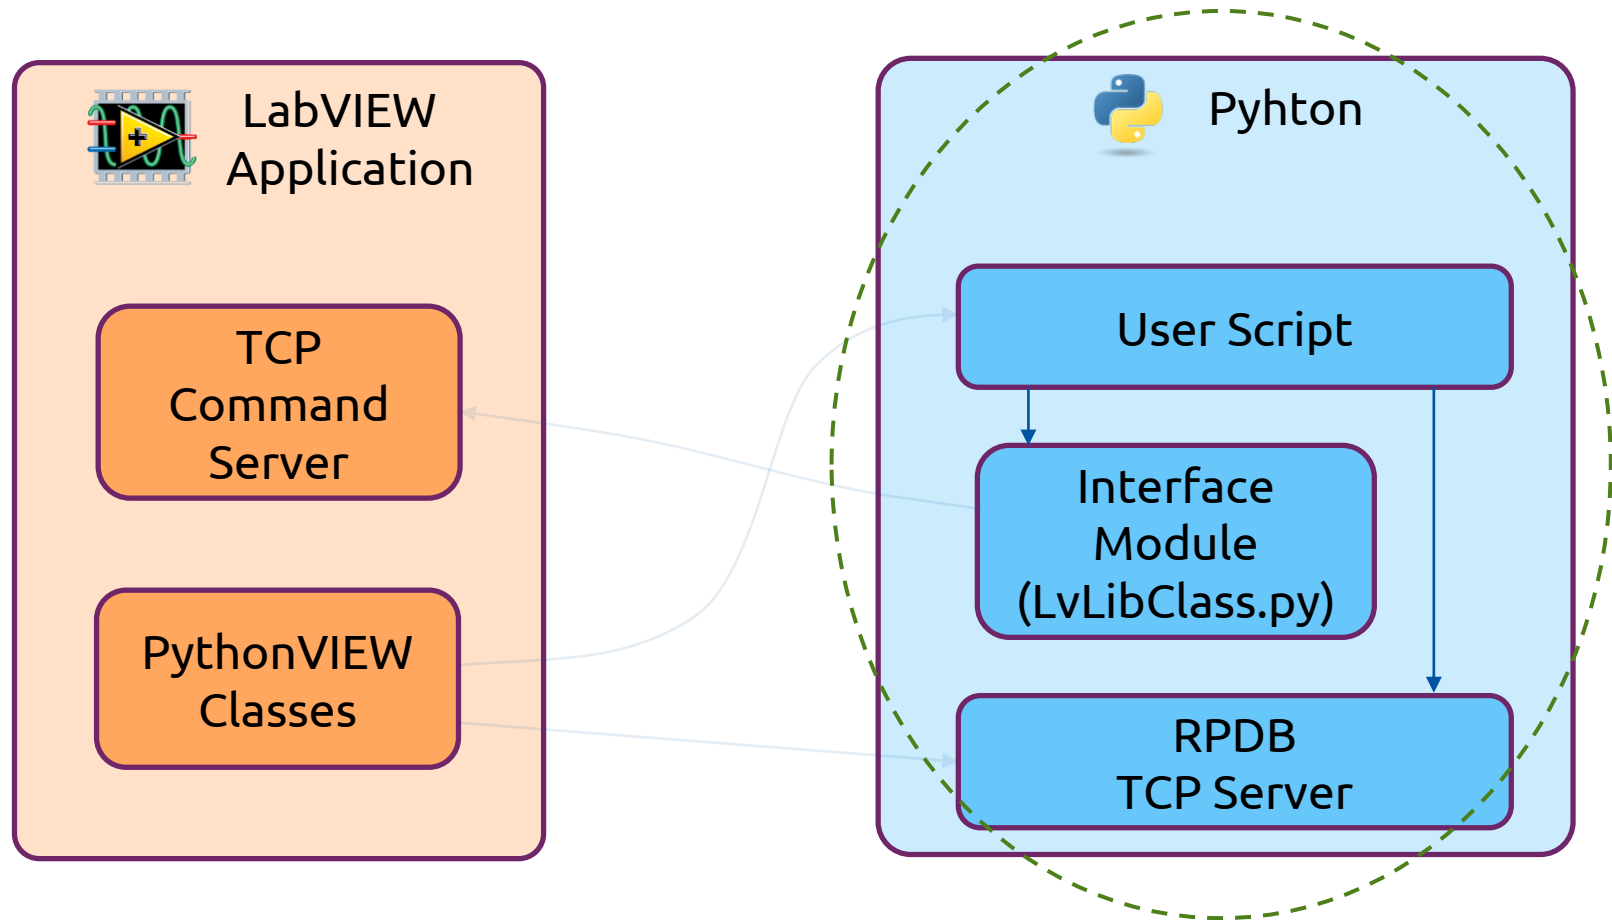 LabVIEW
Application
TCP
Command
Server
PythonVIEW
Classes
Pyhton
User Script
Interface
Module
(LvLibClass.py)
RPDB
TCP Server